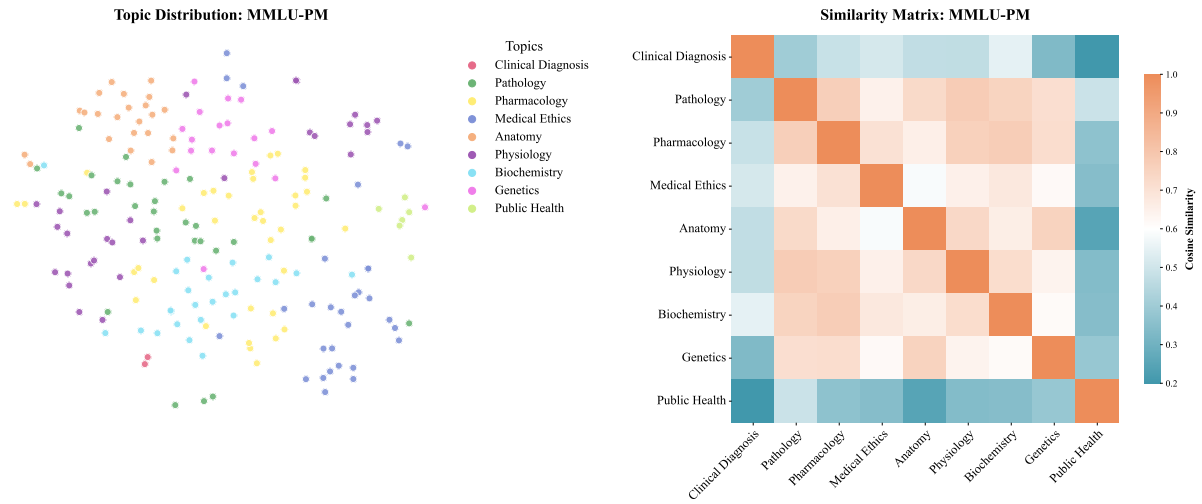 Topic Distribution: MMLU-PM
Topics
Clinical Diagnosis
Pathology
Pharmacology
Medical Ethics
Anatomy
Physiology
Biochemistry
Genetics
Public Health
Similarity Matrix: MMLU-PM
Clinical Diagnosis
Pathology
Pharmacology
Medical Ethics
Anatomy
Physiology
Biochemistry
Genetics
Public Health
Clinical Diagnosis
Pathology
Pharmacology
Medical Ethics
Anatomy
Physiology
Biochemistry
Genetics
Public Health
1.0
0.9
0.8
0.7
0.6
0.5
0.4
0.3
0.2
Cosine Similarity